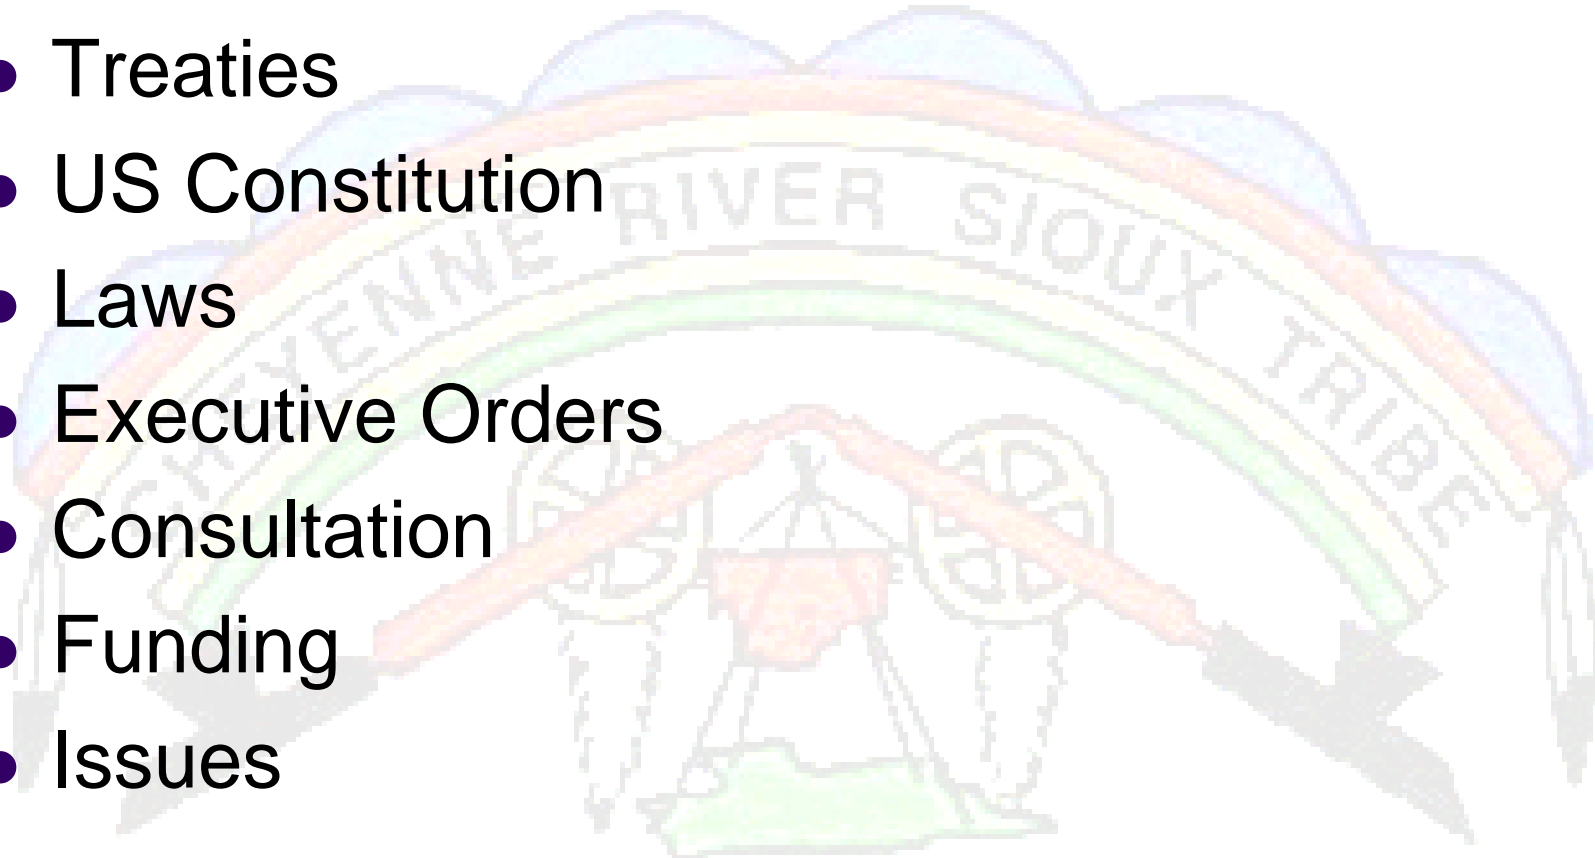 • Treaties
• US Constitution
• Laws
• Executive Orders
• Consultation
• Funding
• Issues
CHEYENNE RIVER SIOUX TRIBE